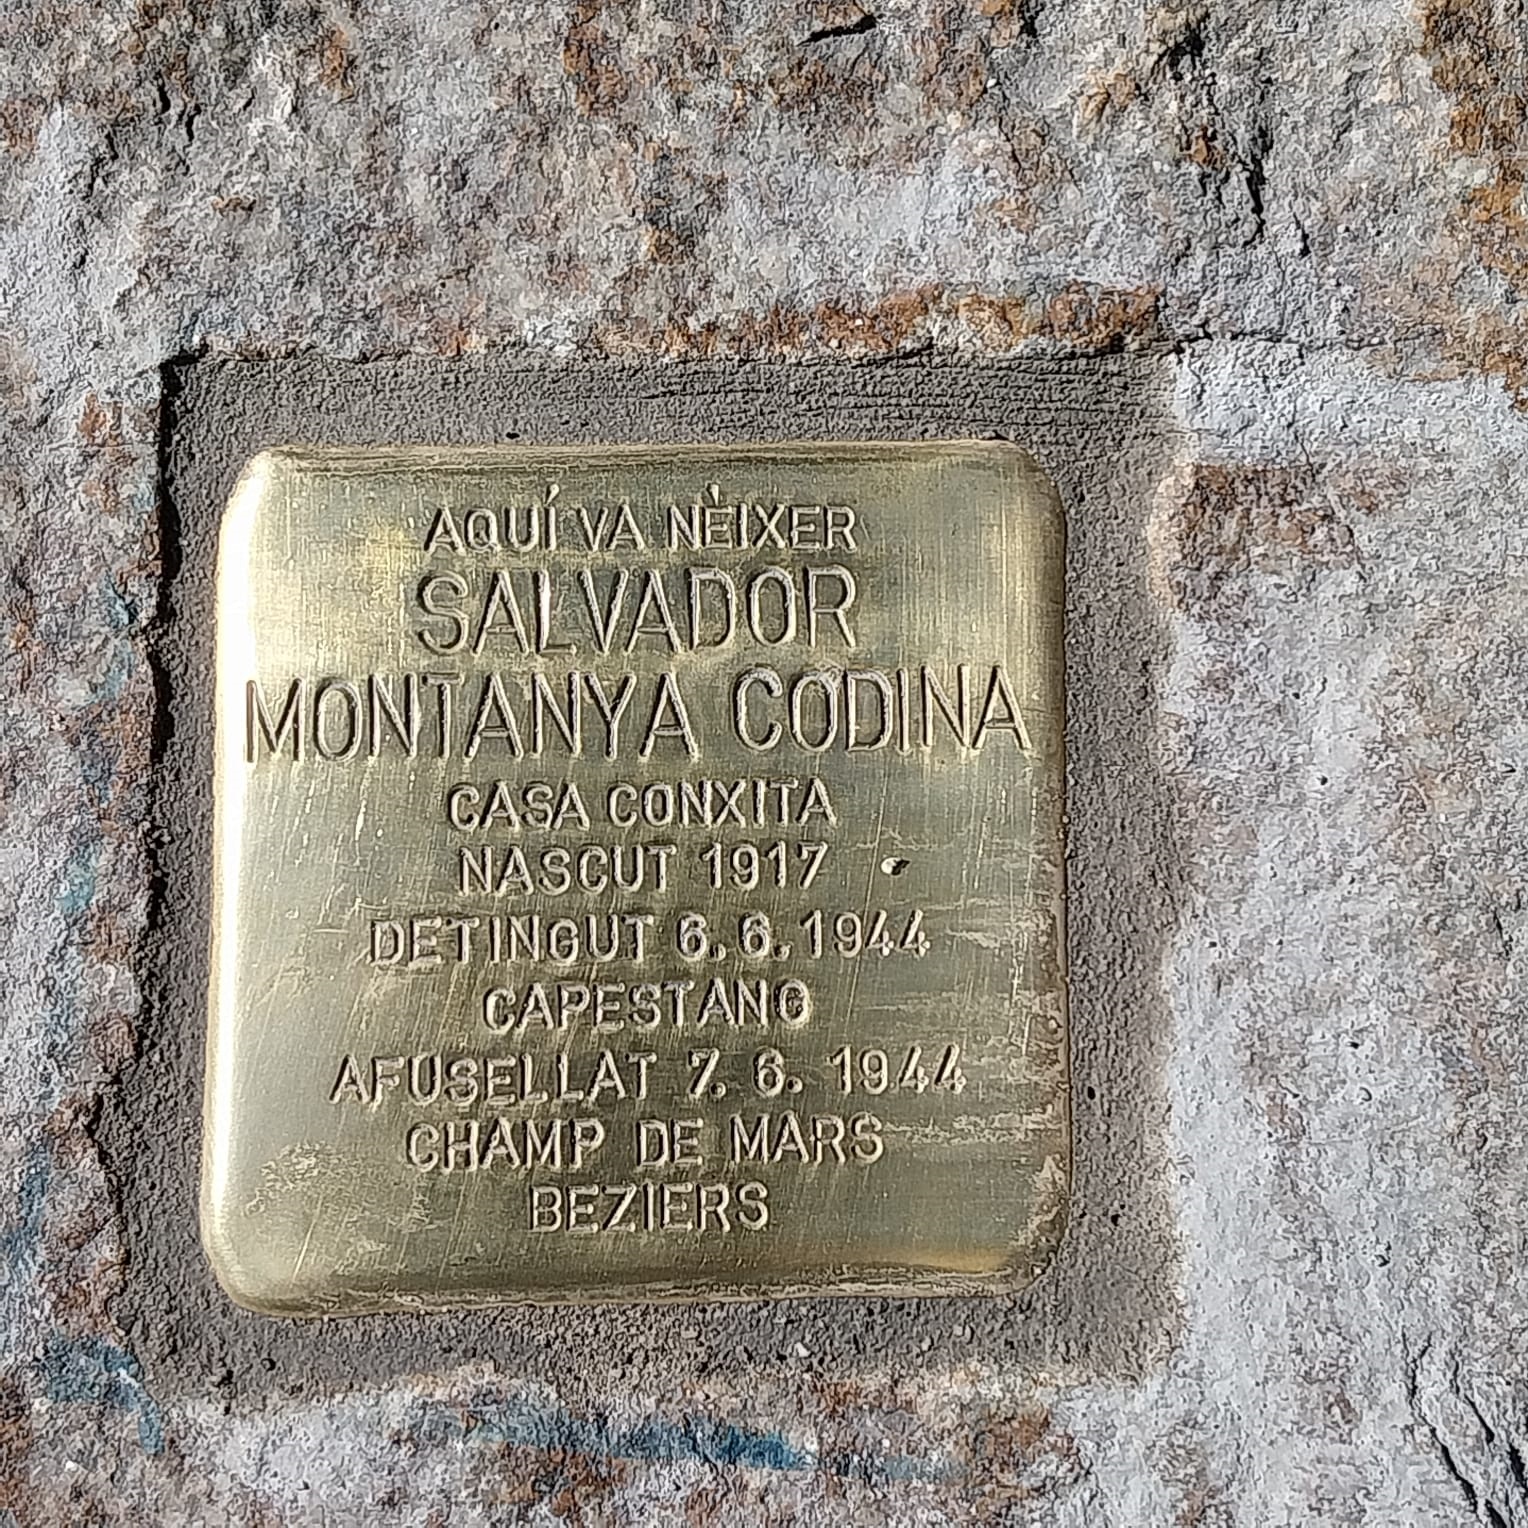 AQUÍ VA NÈIXER
SALVADOR
MONTANYA CODINA
CASA CONXITA
NASCUT 1917
DETINGUT 6.6.1944
CAPESTANG
AFUSELLAT 7. 6. 1944
CHAMP DE MARS
BEZIERS